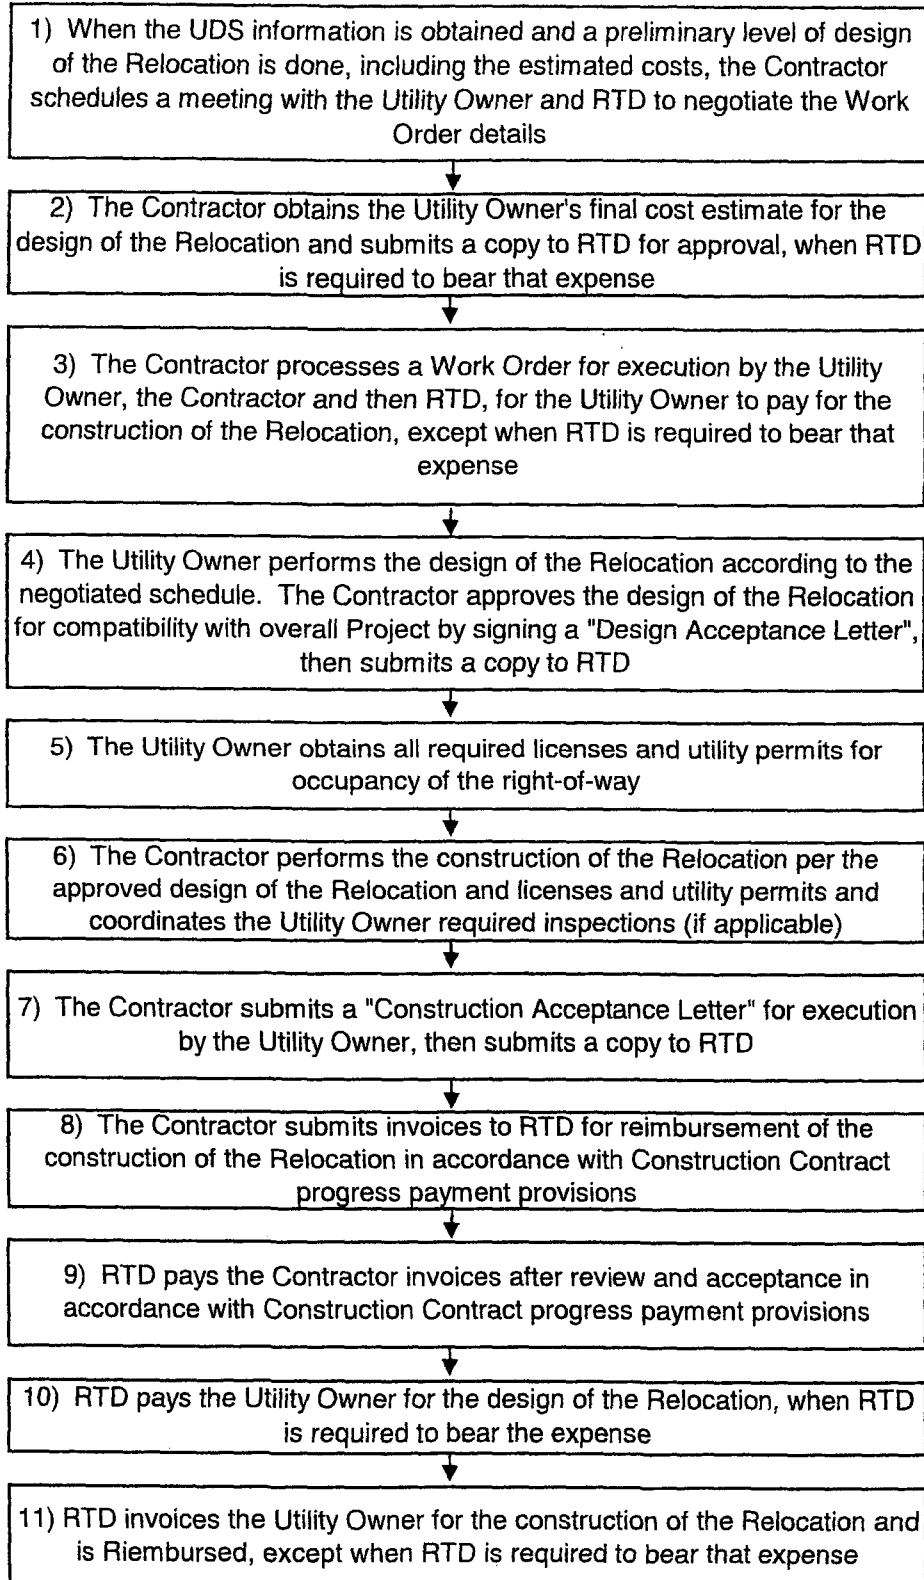 1) When the UDS information is obtained and a preliminary level of design
of the Relocation is done, including the estimated costs, the Contractor
schedules a meeting with the Utility Owner and RTD to negotiate the Work
Order details
2) The Contractor obtains the Utility Owner's final cost estimate for the
design of the Relocation and submits a copy to RTD for approval, when RTD
is required to bear that expense
3) The Contractor processes a Work Order for execution by the Utility
Owner, the Contractor and then RTD, for the Utility Owner to pay for the
construction of the Relocation, except when RTD is required to bear that
expense
4) The Utility Owner performs the design of the Relocation according to the
negotiated schedule. The Contractor approves the design of the Relocation
for compatibility with overall Project by signing a "Design Acceptance Letter",
then submits a copy to RTD
5) The Utility Owner obtains all required licenses and utility permits for
occupancy of the right-of-way
6) The Contractor performs the construction of the Relocation per the
approved design of the Relocation and licenses and utility permits and
coordinates the Utility Owner required inspections (if applicable)
7) The Contractor submits a "Construction Acceptance Letter" for execution
by the Utility Owner, then submits a copy to RTD
8) The Contractor submits invoices to RTD for reimbursement of the
construction of the Relocation in accordance with Construction Contract
progress payment provisions
9) RTD pays the Contractor invoices after review and acceptance in
accordance with Construction Contract progress payment provisions
10) RTD pays the Utility Owner for the design of the Relocation, when RTD
is required to bear the expense
11) RTD invoices the Utility Owner for the construction of the Relocation and
is Riembursed, except when RTD is required to bear that expense